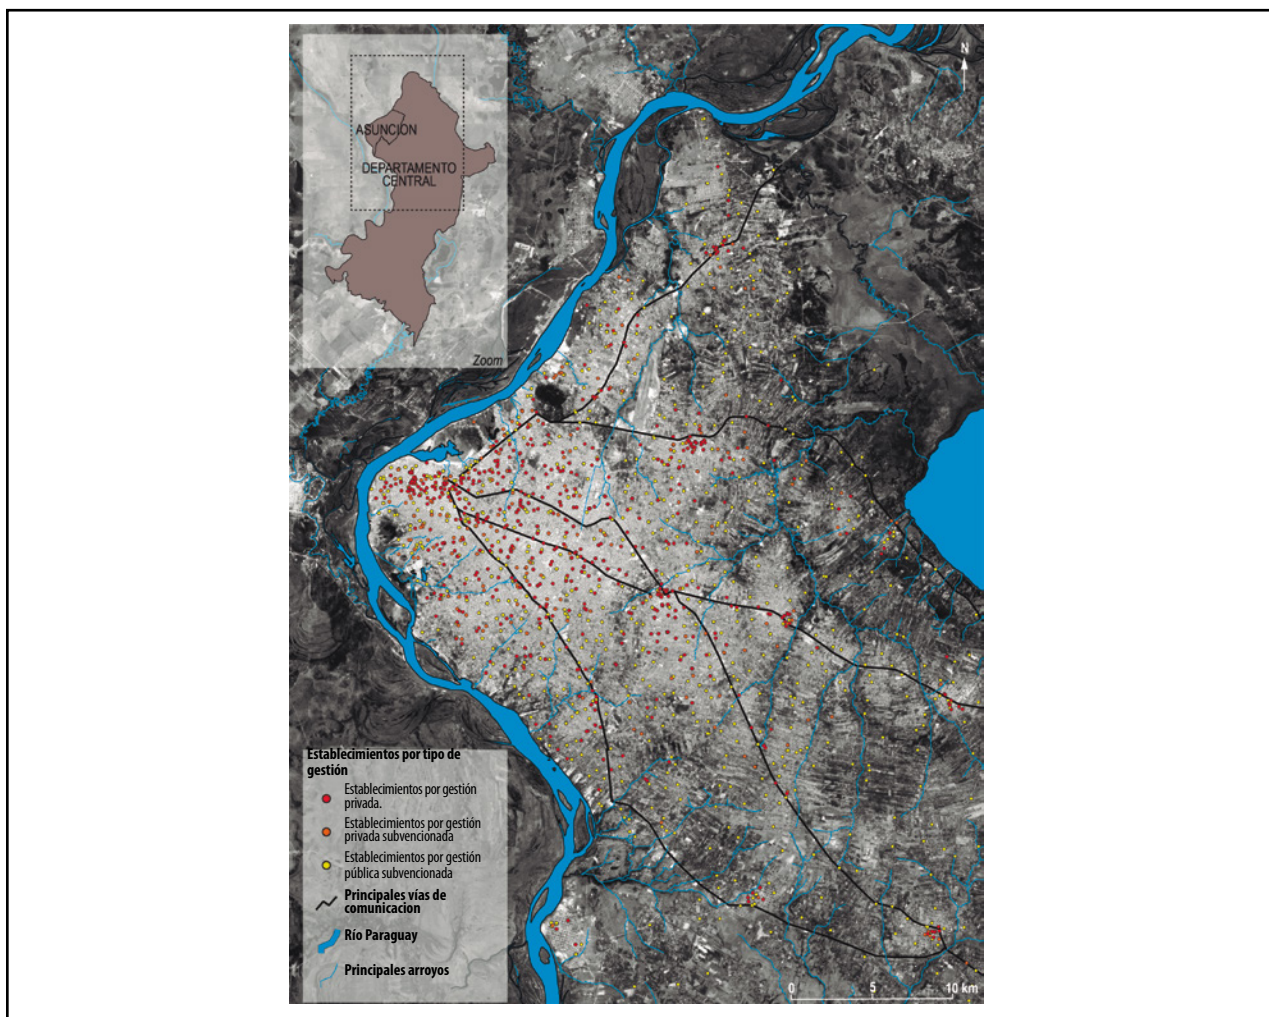 N
ASUNCION
DEPARTAMENTO
CENTRAL
Zoom
Establecimientos por tipo de
gestión
Establecimientos por gestión
privada.
Establecimientos por gestión
privada subvencionada
Establecimientos por gestión
pública subvencionada
Principales vías de
comunicacion
Río Paraguay
Principales arroyos
0 5 10 km